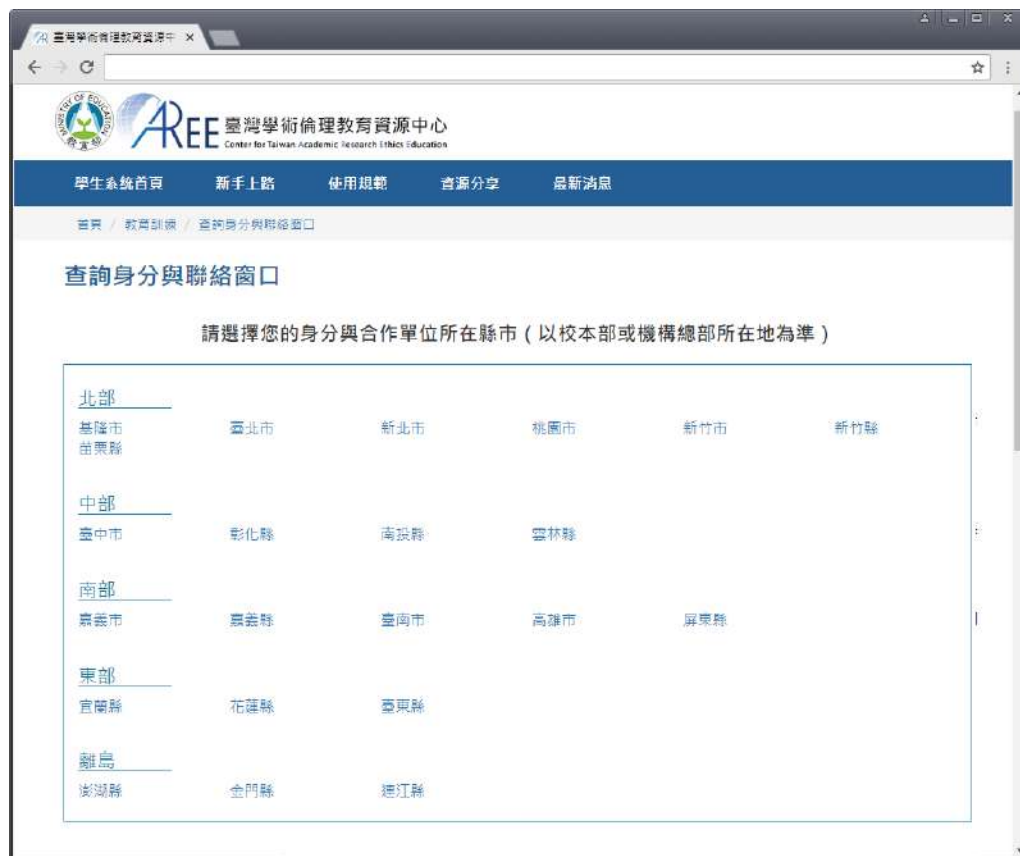 臺灣學術倫理教育資源中
MINISTRY OF EDUCATION
教育部
AREE 臺灣學術倫理教育資源中心
Center for Taiwan Academic Research Ethics Education
學生系統首頁 新手上路 使用規範 資源分享 最新消息
首頁 / 教育訓練 / 查詢身分與聯絡窗口
查詢身分與聯絡窗口
請選擇您的身分與合作單位所在縣市 ( 以校本部或機構總部所在地為準 )
北部
基隆市 臺北市 新北市 桃園市 新竹市 新竹縣
苗栗縣
中部
臺中市 彰化縣 南投縣 雲林縣
南部
嘉義市 嘉義縣 臺南市 高雄市 屏東縣
東部
宜蘭縣 花蓮縣 臺東縣
離島
澎湖縣 金門縣 連江縣